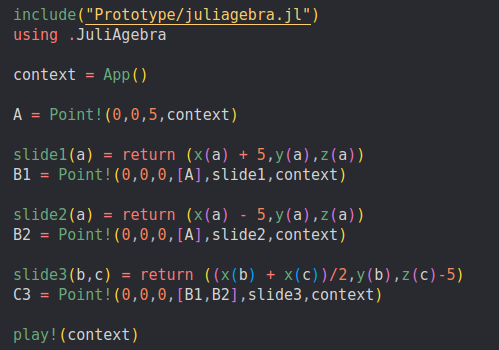 include("Prototype/juliagebra.jl")
using .JuliAgebra
context = App()
A = Point!(0,0,5,context)
slide1(a) = return (x(a) + 5,y(a),z(a))
B1 = Point!(0,0,0,[A],slide1,context)
slide2(a) = return (x(a) - 5,y(a),z(a))
B2 = Point!(0,0,0,[A],slide2,context)
slide3(b,c) = return ((x(b) + x(c))/2,y(b),z(c)-5)
C3 = Point!(0,0,0,[B1,B2],slide3,context)
play!(context)